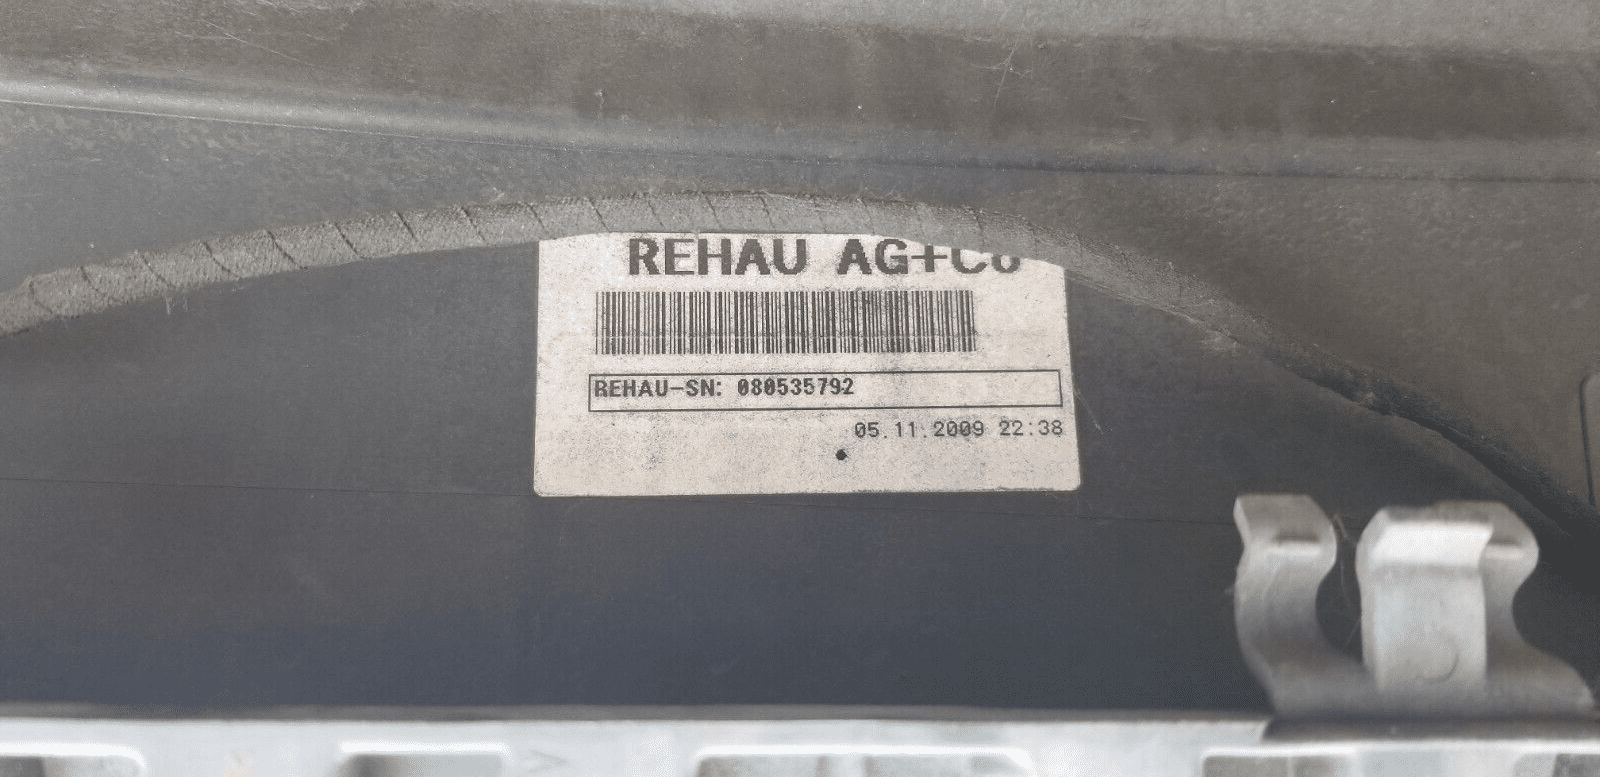 REHAU AG+Co
REHAU-SN: 080535792
05.11.2009 22:38